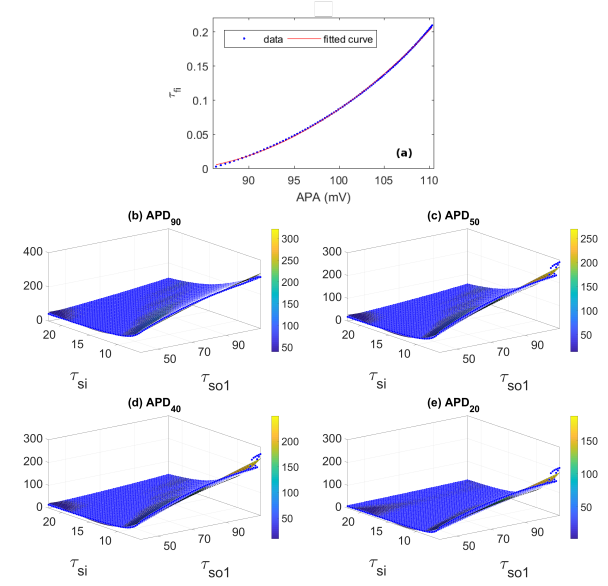 0.2
0.15
0.1
0.05
0
τfi
data fitted curve
(a)
90 95 100 105 110
APA (mV)
(b) APD90
400
200
0
20 15 10
50 70 90
τsi
τso1
300
250
200
150
100
50
(c) APD50
300
200
100
0
20 15 10
50 70 90
τsi
τso1
250
200
150
100
50
(d) APD40
300
200
100
0
20 15 10
50 70 90
τsi
τso1
200
150
100
50
(e) APD20
300
200
100
0
20 15 10
50 70 90
τsi
τso1
150
100
50